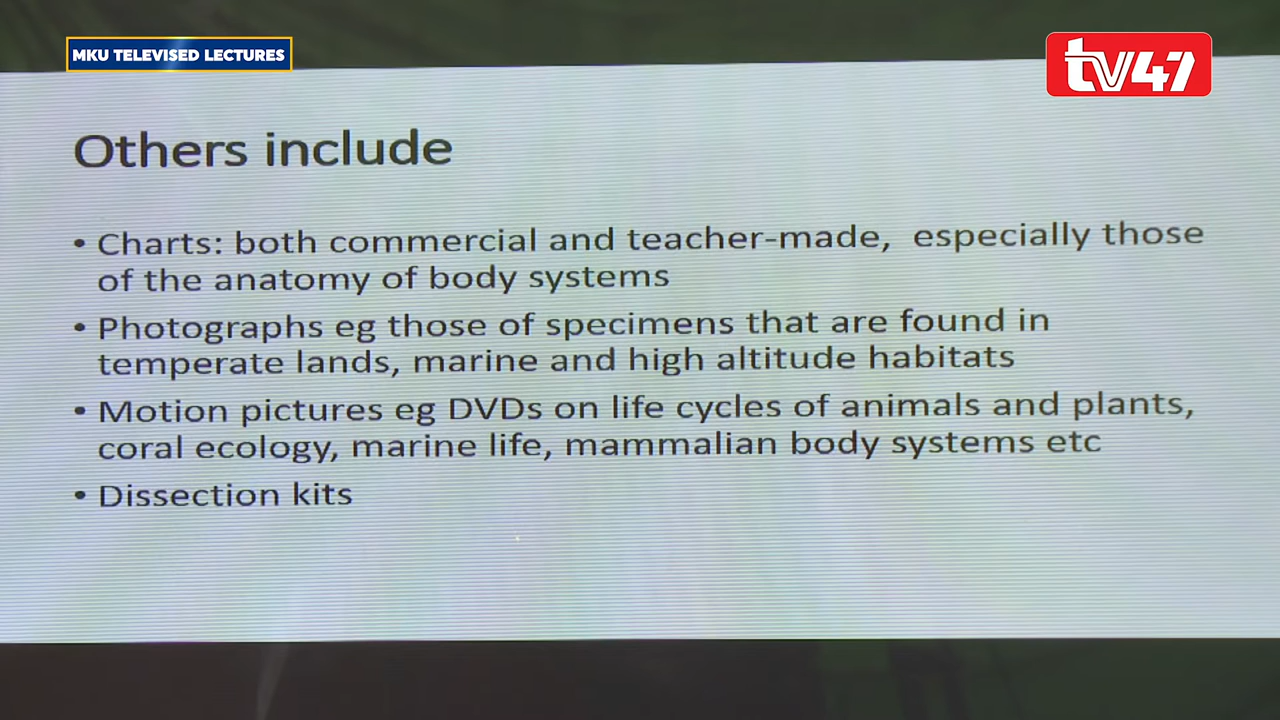 MKU TELEVISED LECTURES
tv47
Others include
• Charts: both commercial and teacher-made, especially those
of the anatomy of body systems
• Photographs eg those of specimens that are found in
temperate lands, marine and high altitude habitats
• Motion pictures eg DVDs on life cycles of animals and plants,
coral ecology, marine life, mammalian body systems etc
• Dissection kits